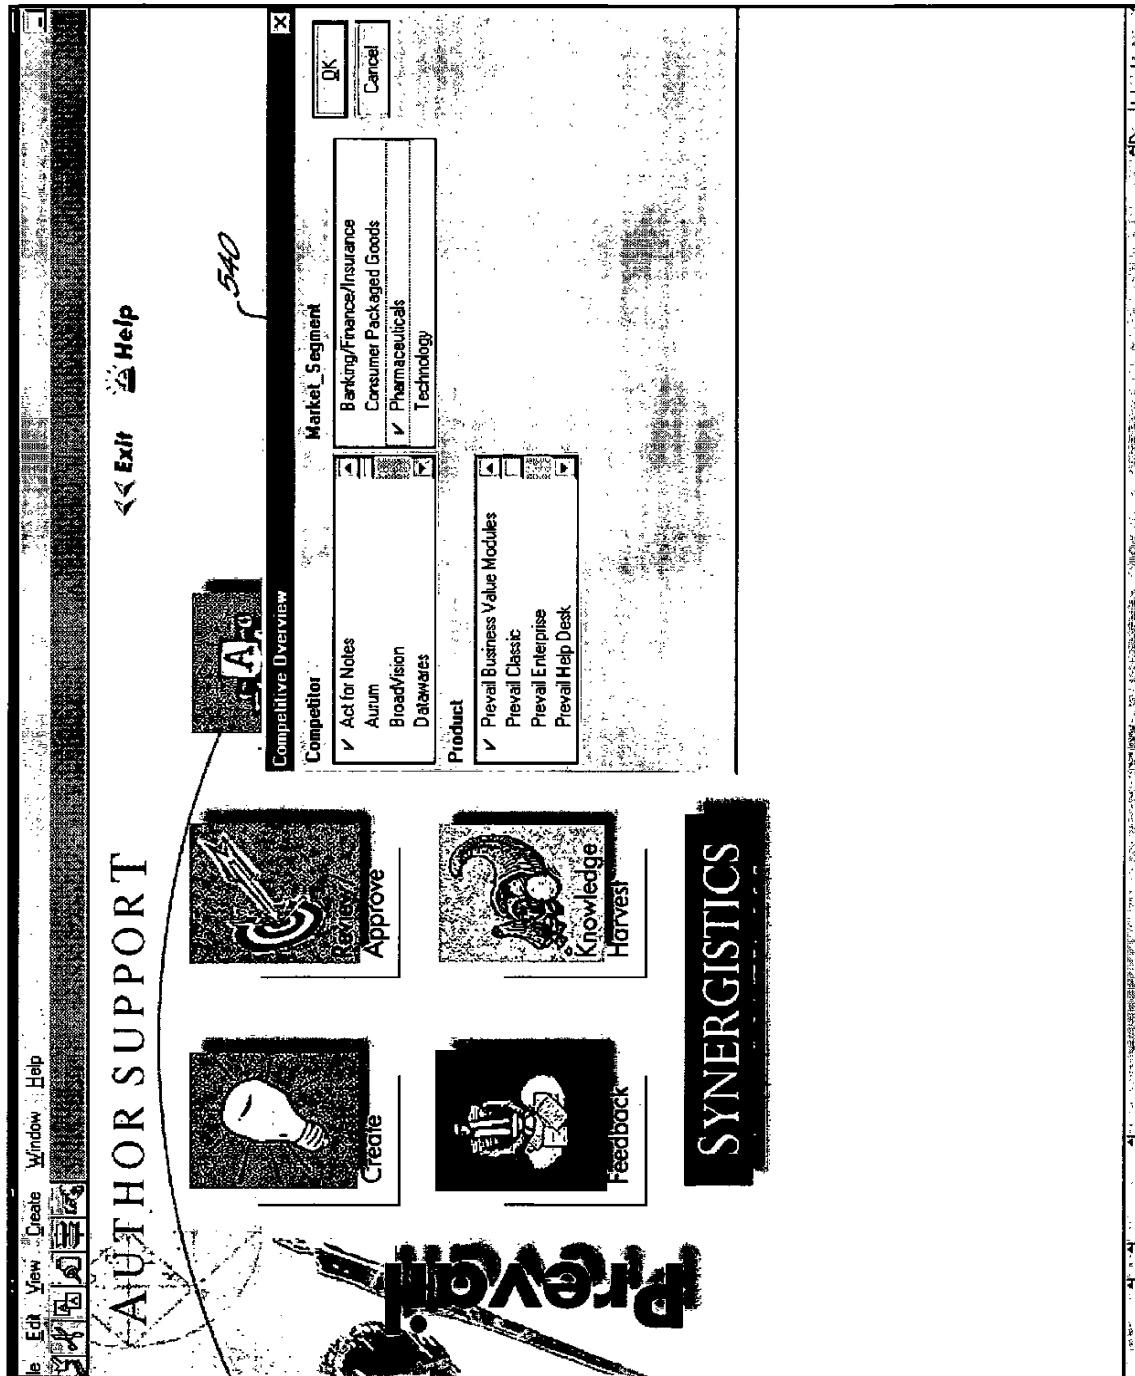 le Edit View Create Window Help
AUTHOR SUPPORT
<< Exit
Help
540
Prevail
Create
Review/
Approve
Feedback
Knowledge
Harvest
SYNERGISTICS
A
Competitive Overview
Competitor
✓ Act for Notes
Aurum
BroadVision
Datawares
Market_Segment
Banking/Finance/Insurance
Consumer Packaged Goods
✓ Pharmaceuticals
Technology
OK
Cancel
Product
✓ Prevail Business Value Modules
Prevail Classic
Prevail Enterprise
Prevail Help Desk